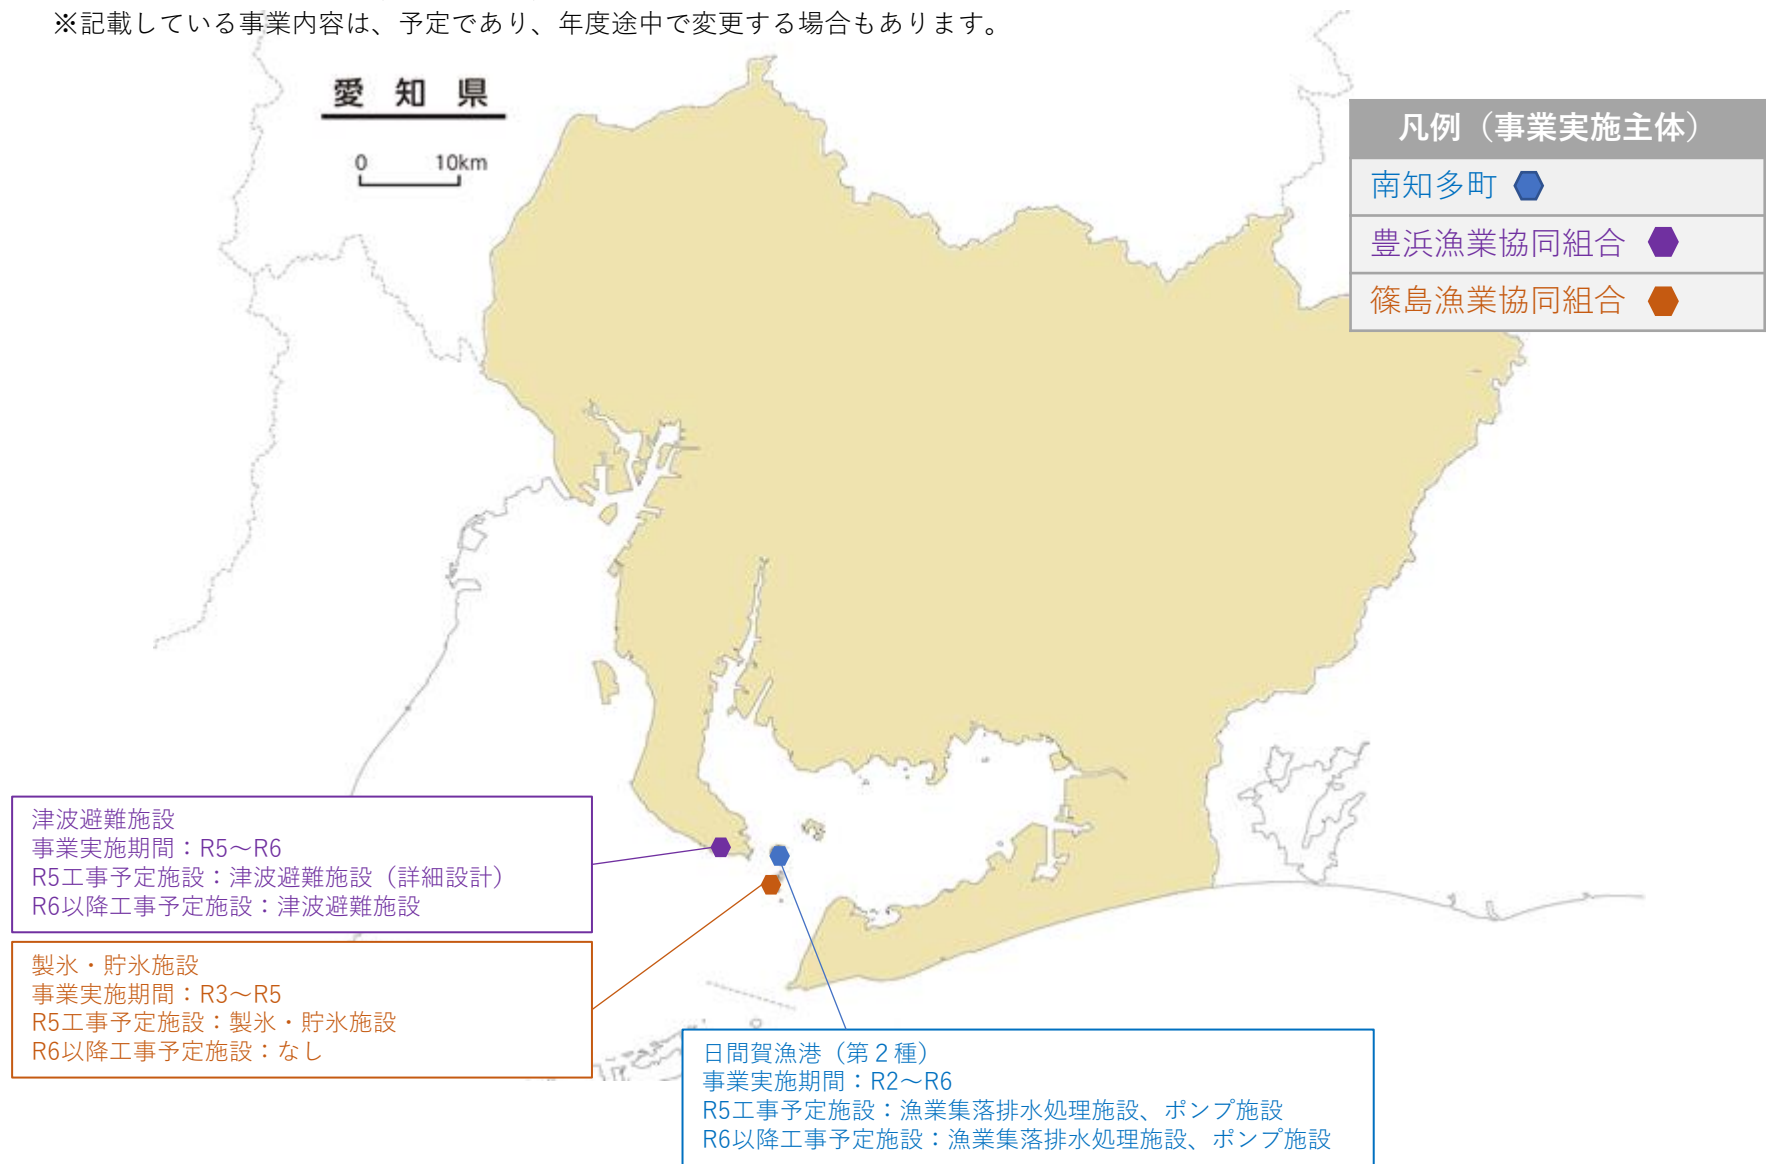 ※記載している事業内容は、予定であり、年度途中で変更する場合もあります。
愛知県
0 10km
凡例（事業実施主体）
南知多町
豊浜漁業協同組合
篠島漁業協同組合
津波避難施設
事業実施期間：R5～R6
R5工事予定施設：津波避難施設（詳細設計）
R6以降工事予定施設：津波避難施設
製氷・貯氷施設
事業実施期間：R3～R5
R5工事予定施設：製氷・貯氷施設
R6以降工事予定施設：なし
日間賀漁港（第２種）
事業実施期間：R2～R6
R5工事予定施設：漁業集落排水処理施設、ポンプ施設
R6以降工事予定施設：漁業集落排水処理施設、ポンプ施設